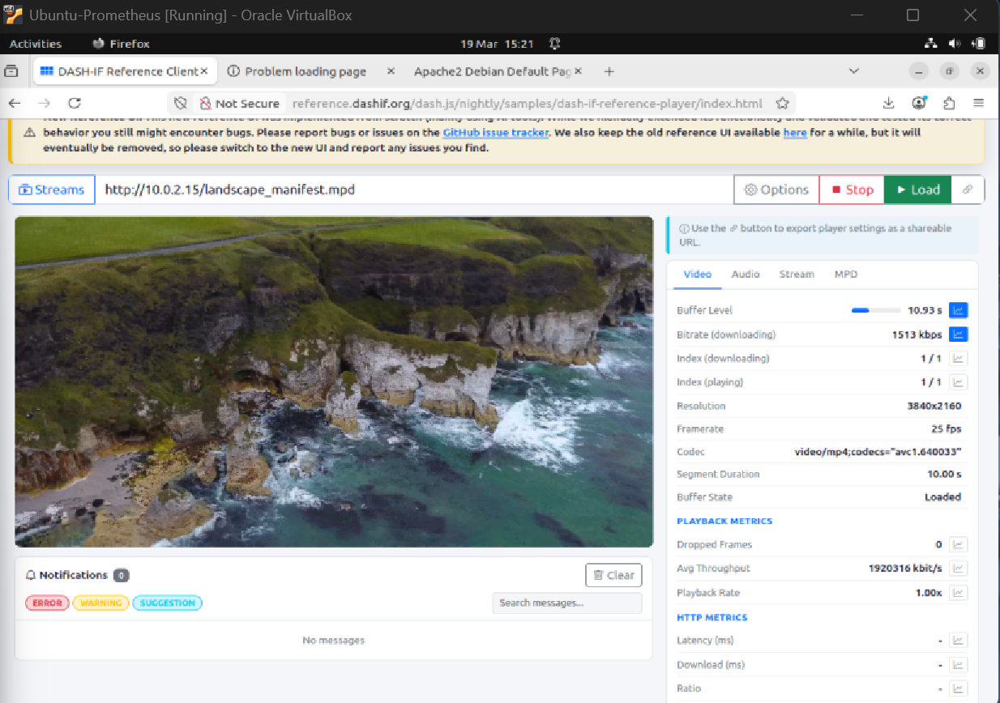 x64
Ubuntu-Prometheus [Running] - Oracle VirtualBox
Activities Firefox 19 Mar 15:21
DASH-IF Reference Client Problem loading page Apache2 Debian Default Pag
Not Secure reference.dashif.org/dash.js/nightly/samples/dash-if-reference-player/index.html
behavior you still might encounter bugs. Please report bugs or issues on the GitHub issue tracker. We also keep the old reference UI available here for a while, but it will
eventually be removed, so please switch to the new UI and report any issues you find.
Streams http://10.0.2.15/landscape_manifest.mpd Options Stop Load
Use the button to export player settings as a shareable
URL.
Video Audio Stream MPD
Buffer Level 10.93 s
Bitrate (downloading) 1513 kbps
Index (downloading) 1 / 1
Index (playing) 1 / 1
Resolution 3840x2160
Framerate 25 fps
Codec video/mp4;codecs="avc1.640033"
Segment Duration 10.00 s
Buffer State Loaded
PLAYBACK METRICS
Dropped Frames 0
Avg Throughput 1920316 kbit/s
Playback Rate 1.00x
HTTP METRICS
Latency (ms) -
Download (ms) -
Ratio -
Notifications 0 Clear
ERROR WARNING SUGGESTION Search messages...
No messages